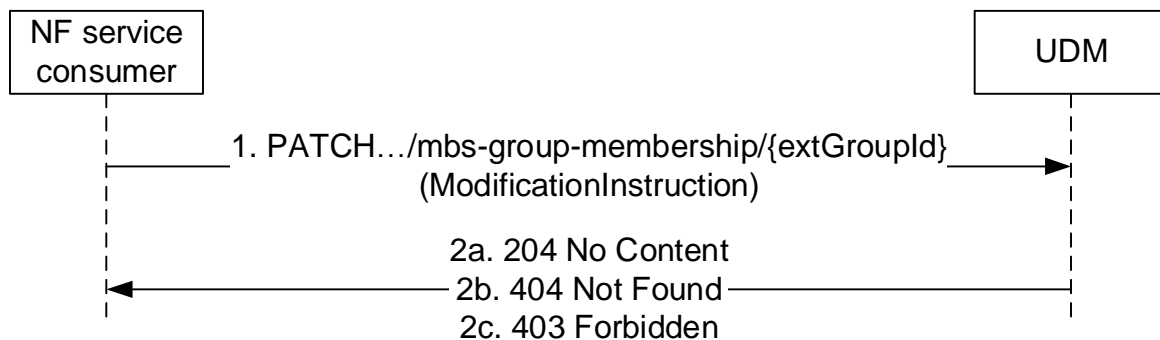 NF service
consumer
UDM
1. PATCH…/mbs-group-membership/{extGroupId}
(ModificationInstruction)
2a. 204 No Content
2b. 404 Not Found
2c. 403 Forbidden